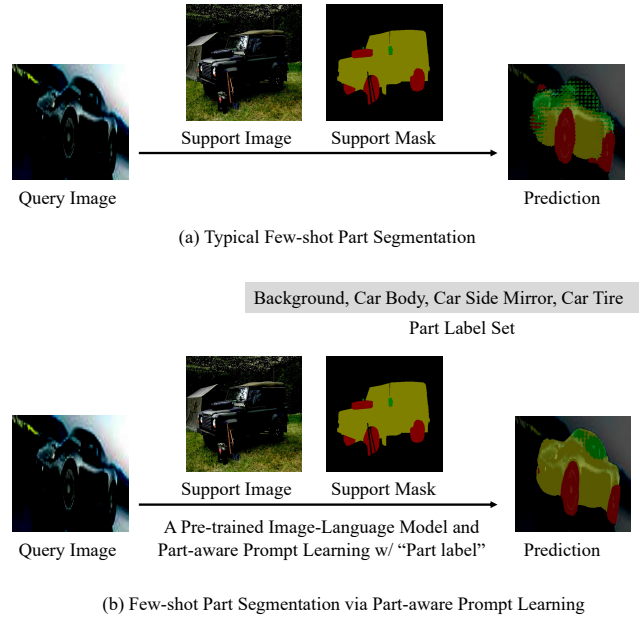 Support Image
Support Mask
Query Image
Prediction
(a) Typical Few-shot Part Segmentation
Background, Car Body, Car Side Mirror, Car Tire
Part Label Set
Support Image
Support Mask
A Pre-trained Image-Language Model and
Part-aware Prompt Learning w/ “Part label”
Query Image
Prediction
(b) Few-shot Part Segmentation via Part-aware Prompt Learning